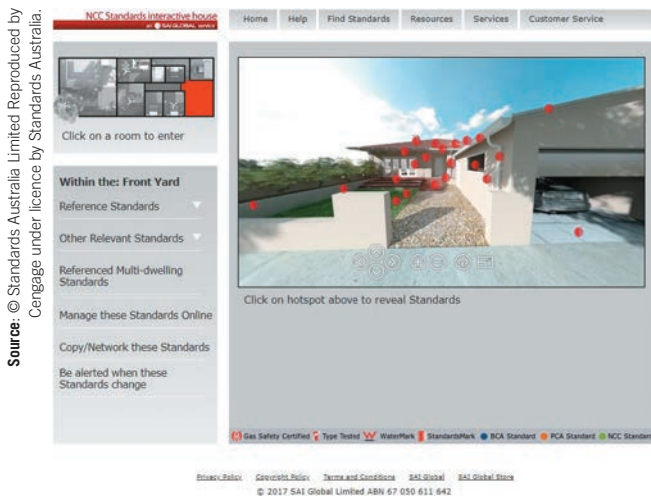 Source: © Standards Australia Limited Reproduced by
Cengage under licence by Standards Australia.
NCC Standards interactive house
an SAI GLOBAL service
Home Help Find Standards Resources Services Customer Service
Click on a room to enter
Within the: Front Yard
Reference Standards
Other Relevant Standards
Referenced Multi-dwelling
Standards
Manage these Standards Online
Copy/Network these Standards
Be alerted when these
Standards change
Click on hotspot above to reveal Standards
Gas Safety Certified Type Tested WaterMark StandardsMark BCA Standard PCA Standard NCC Standard
Privacy Policy Copyright Policy Terms and Conditions SAI Global SAI Global Store
© 2017 SAI Global Limited ABN 67 050 611 642